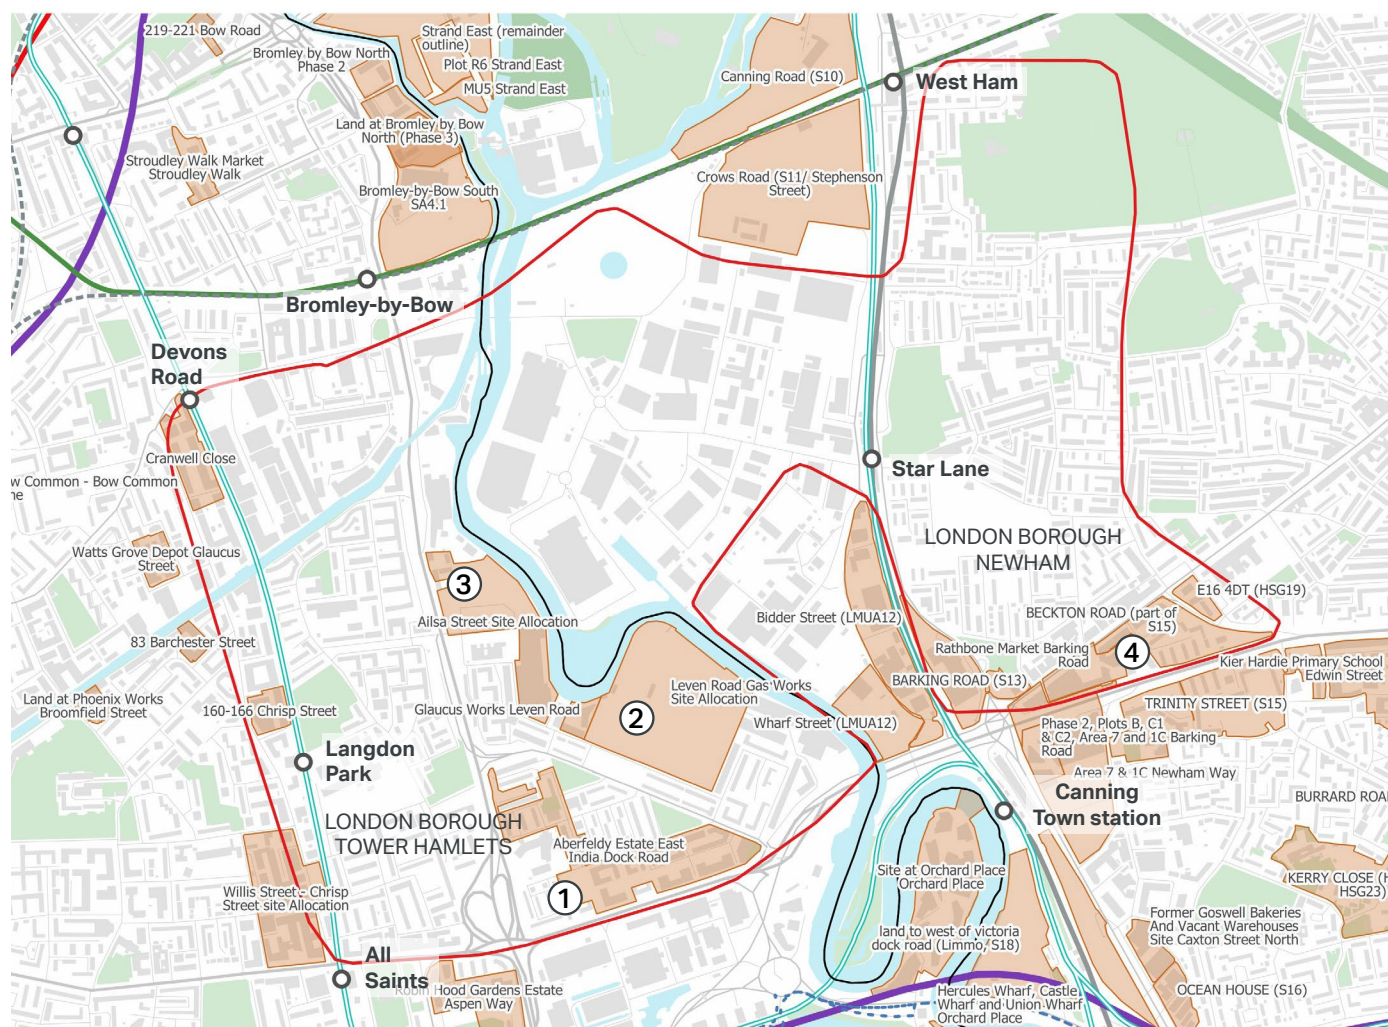 219-221 Bow Road
Strand East (remainder
outline)
Bromley by Bow North
Phase 2
Plot R6 Strand East
MU5 Strand East
Canning Road (S10)
West Ham
Land at Bromley by Bow
North (Phase 3)
Stroudley Walk Market
Stroudley Walk
Bromley-by-Bow South
SA4.1
Crows Road (S11/ Stephenson
Street)
Bromley-by-Bow
Devons
Road
Cranwell Close
Common - Bow Common
Star Lane
LONDON BOROUGH
NEWHAM
Watts Grove Depot Glaucus
Street
3
Ailsa Street Site Allocation
E16 4DT (HSG19)
BECKTON ROAD (part of
S15)
Bidder Street (LMUA12)
83 Barchester Street
Rathbone Market Barking
Road
4
Kier Hardie Primary School
Edwin Street
Land at Phoenix Works
Broomfield Street
160-166 Chrisp Street
Glaucus Works Leven Road
2
Leven Road Gas Works
Site Allocation
BARKING ROAD (S13)
TRINITY STREET (S15)
Wharf Street (LMUA12)
Phase 2, Plots B, C1
& C2, Area 7 and 1C Barking
Road
Langdon
Park
Area 7 & 1C Newham Way
Canning
Town station
BURRARD
LONDON BOROUGH
TOWER HAMLETS
Aberfeldy Estate East
India Dock Road
1
Willis Street - Chrisp
Street site Allocation
Site at Orchard Place
Orchard Place
KERRY CLOSE
HSG23)
land to west of victoria
dock road (Limmo, S18)
Former Goswell Bakeries
And Vacant Warehouses
Site Caxton Street North
All
Saints
Robin Hood Gardens Estate
Aspen Way
Hercules Wharf, Castle
Wharf and Union Wharf
Orchard Place
OCEAN HOUSE (S16)